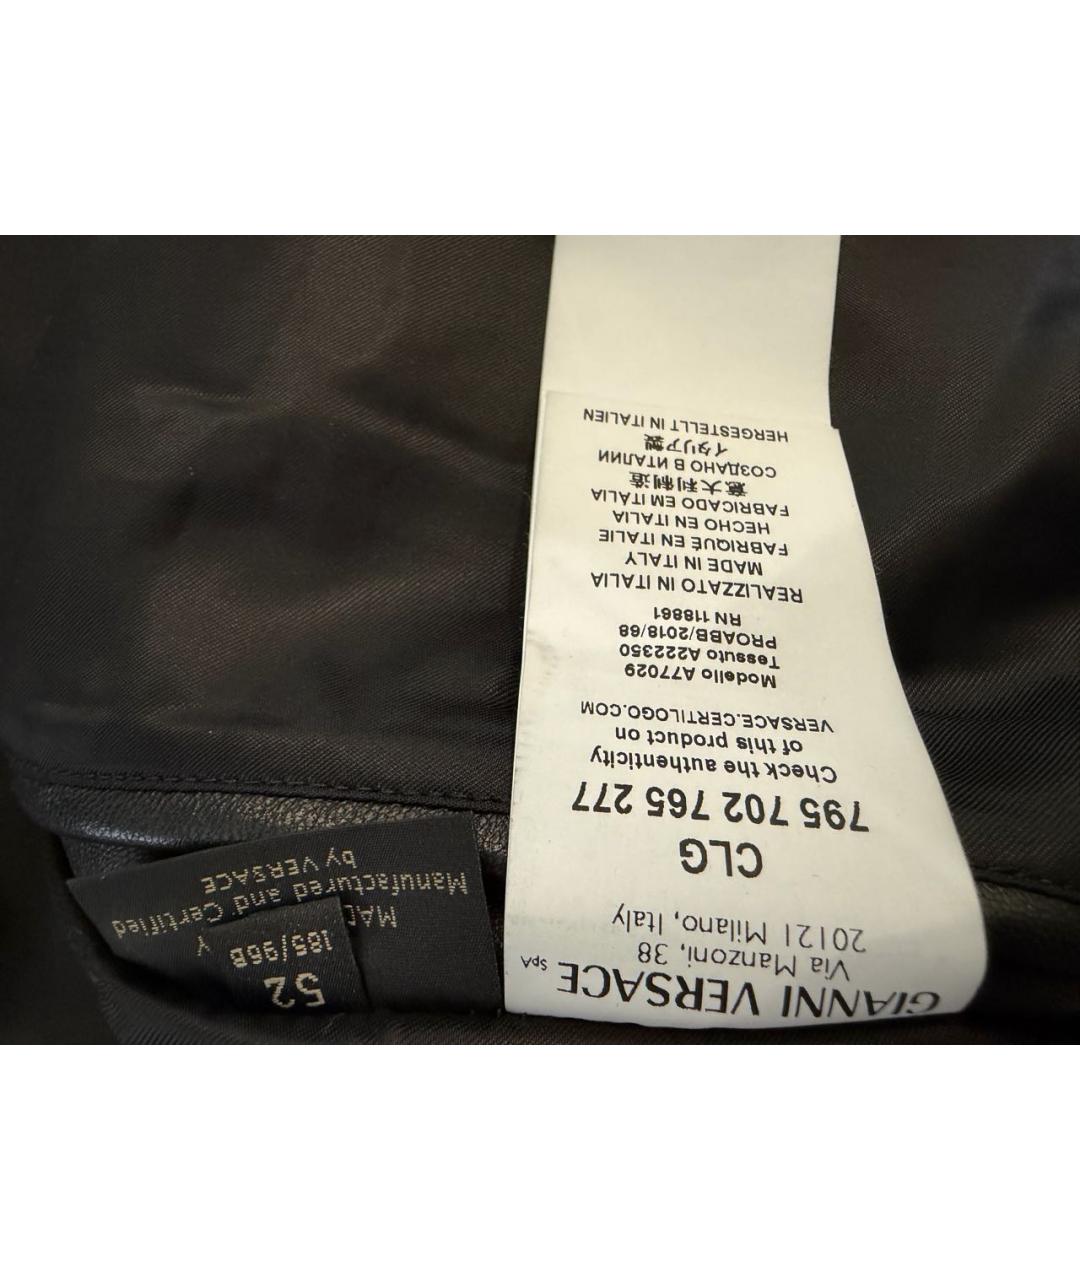 GIANNI VERSACE SpA
Via Manzoni, 38
20121 Milano, Italy
CLG
795 702 765 277
Check the authenticity
of this product on
VERSACE.CERTILOGO.COM
Modello A77029
Tessuto A222350
PROABB/2018/68
RN 118861
REALIZZATO IN ITALIA
MADE IN ITALY
FABRIQUÉ EN ITALIE
HECHO EN ITALIA
FABRICADO EM ITALIA
意大利制造
СОЗДАНО В ИТАЛИИ
イタリア製
HERGESTELLT IN ITALIEN
52
185/96B
MAD
Y
Manufactured and Certified
by VERSACE